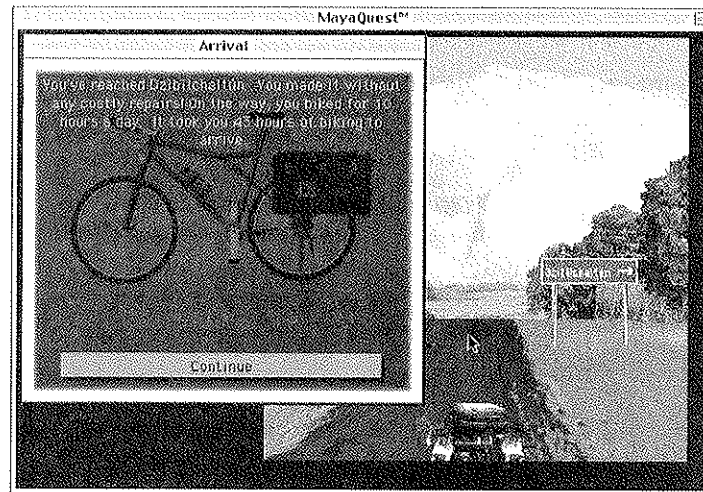 MayaQuest™
Arrival
You've reached Dzibilchaltún. You made it without
any costly repairs! On the way, you biked for 10
hours a day. It took you 43 hours of biking to
arrive.
Continue